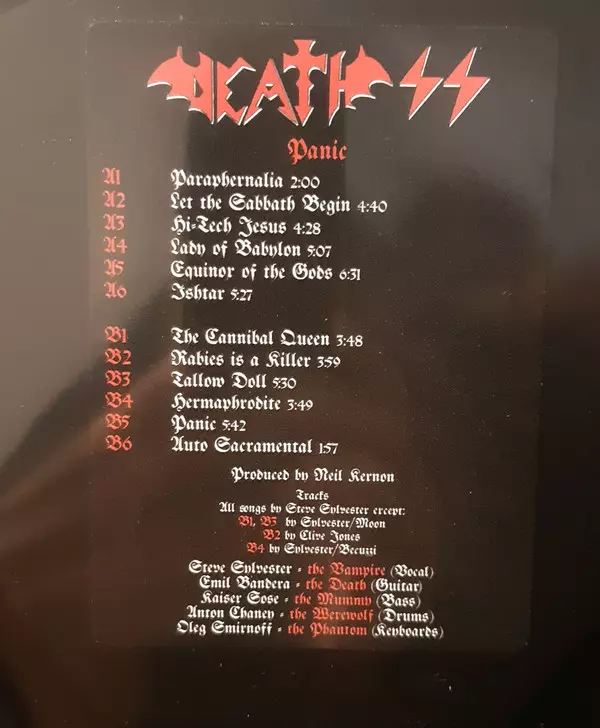 DEATH SS
Panic
A1 Paraphernalia 2:00
A2 Let the Sabbath Begin 4:40
A3 Hi-Tech Jesus 4:28
A4 Lady of Babylon 5:07
A5 Equinor of the Gods 6:31
A6 Ishtar 5:27
B1 The Cannibal Queen 3:48
B2 Rabies is a Killer 3:59
B3 Tallow Doll 5:30
B4 Hermaphrodite 3:49
B5 Panic 5:42
B6 Auto Sacramental 1:57
Produced by Neil Kernon
Tracks
All songs by Steve Sylvester except:
B1, B3 by Sylvester/Moon
B2 by Clive Jones
B4 by Sylvester/Becuzzi
Steve Sylvester - the Vampire (Vocal)
Emil Bandera - the Death (Guitar)
Kaiser Sose - the Mummy (Bass)
Anton Chaney - the Werewolf (Drums)
Oleg Smirnoff - the Phantom (Keyboards)